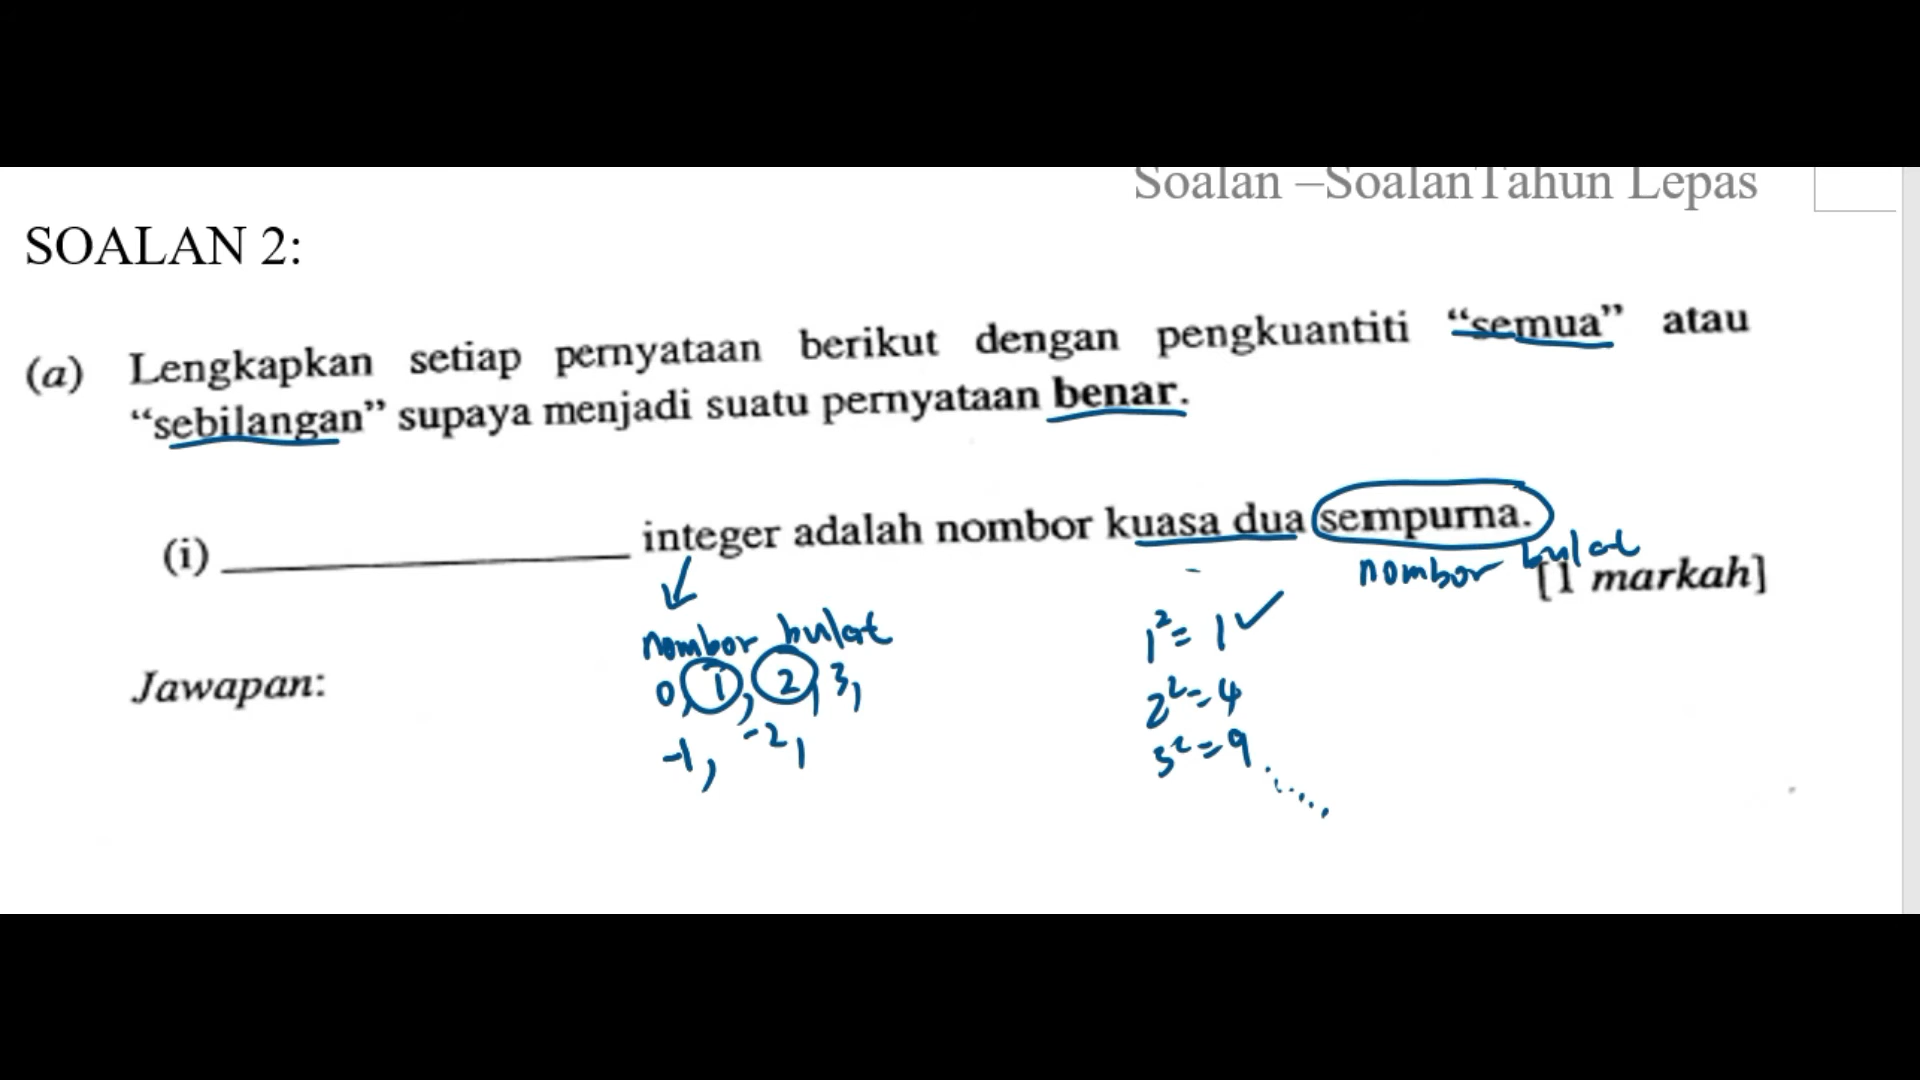 Soalan –SoalanTahun Lepas
SOALAN 2:
(a) Lengkapkan setiap pernyataan berikut dengan pengkuantiti “semua” atau
“sebilangan” supaya menjadi suatu pernyataan benar.
(i) ____________ integer adalah nombor kuasa dua sempurna.
nombor bulat
[1 markah]
nombor bulat
0, 1, 2, 3,
-1, -2,
1² = 1 ✓
2² = 4
3² = 9 .....
Jawapan: